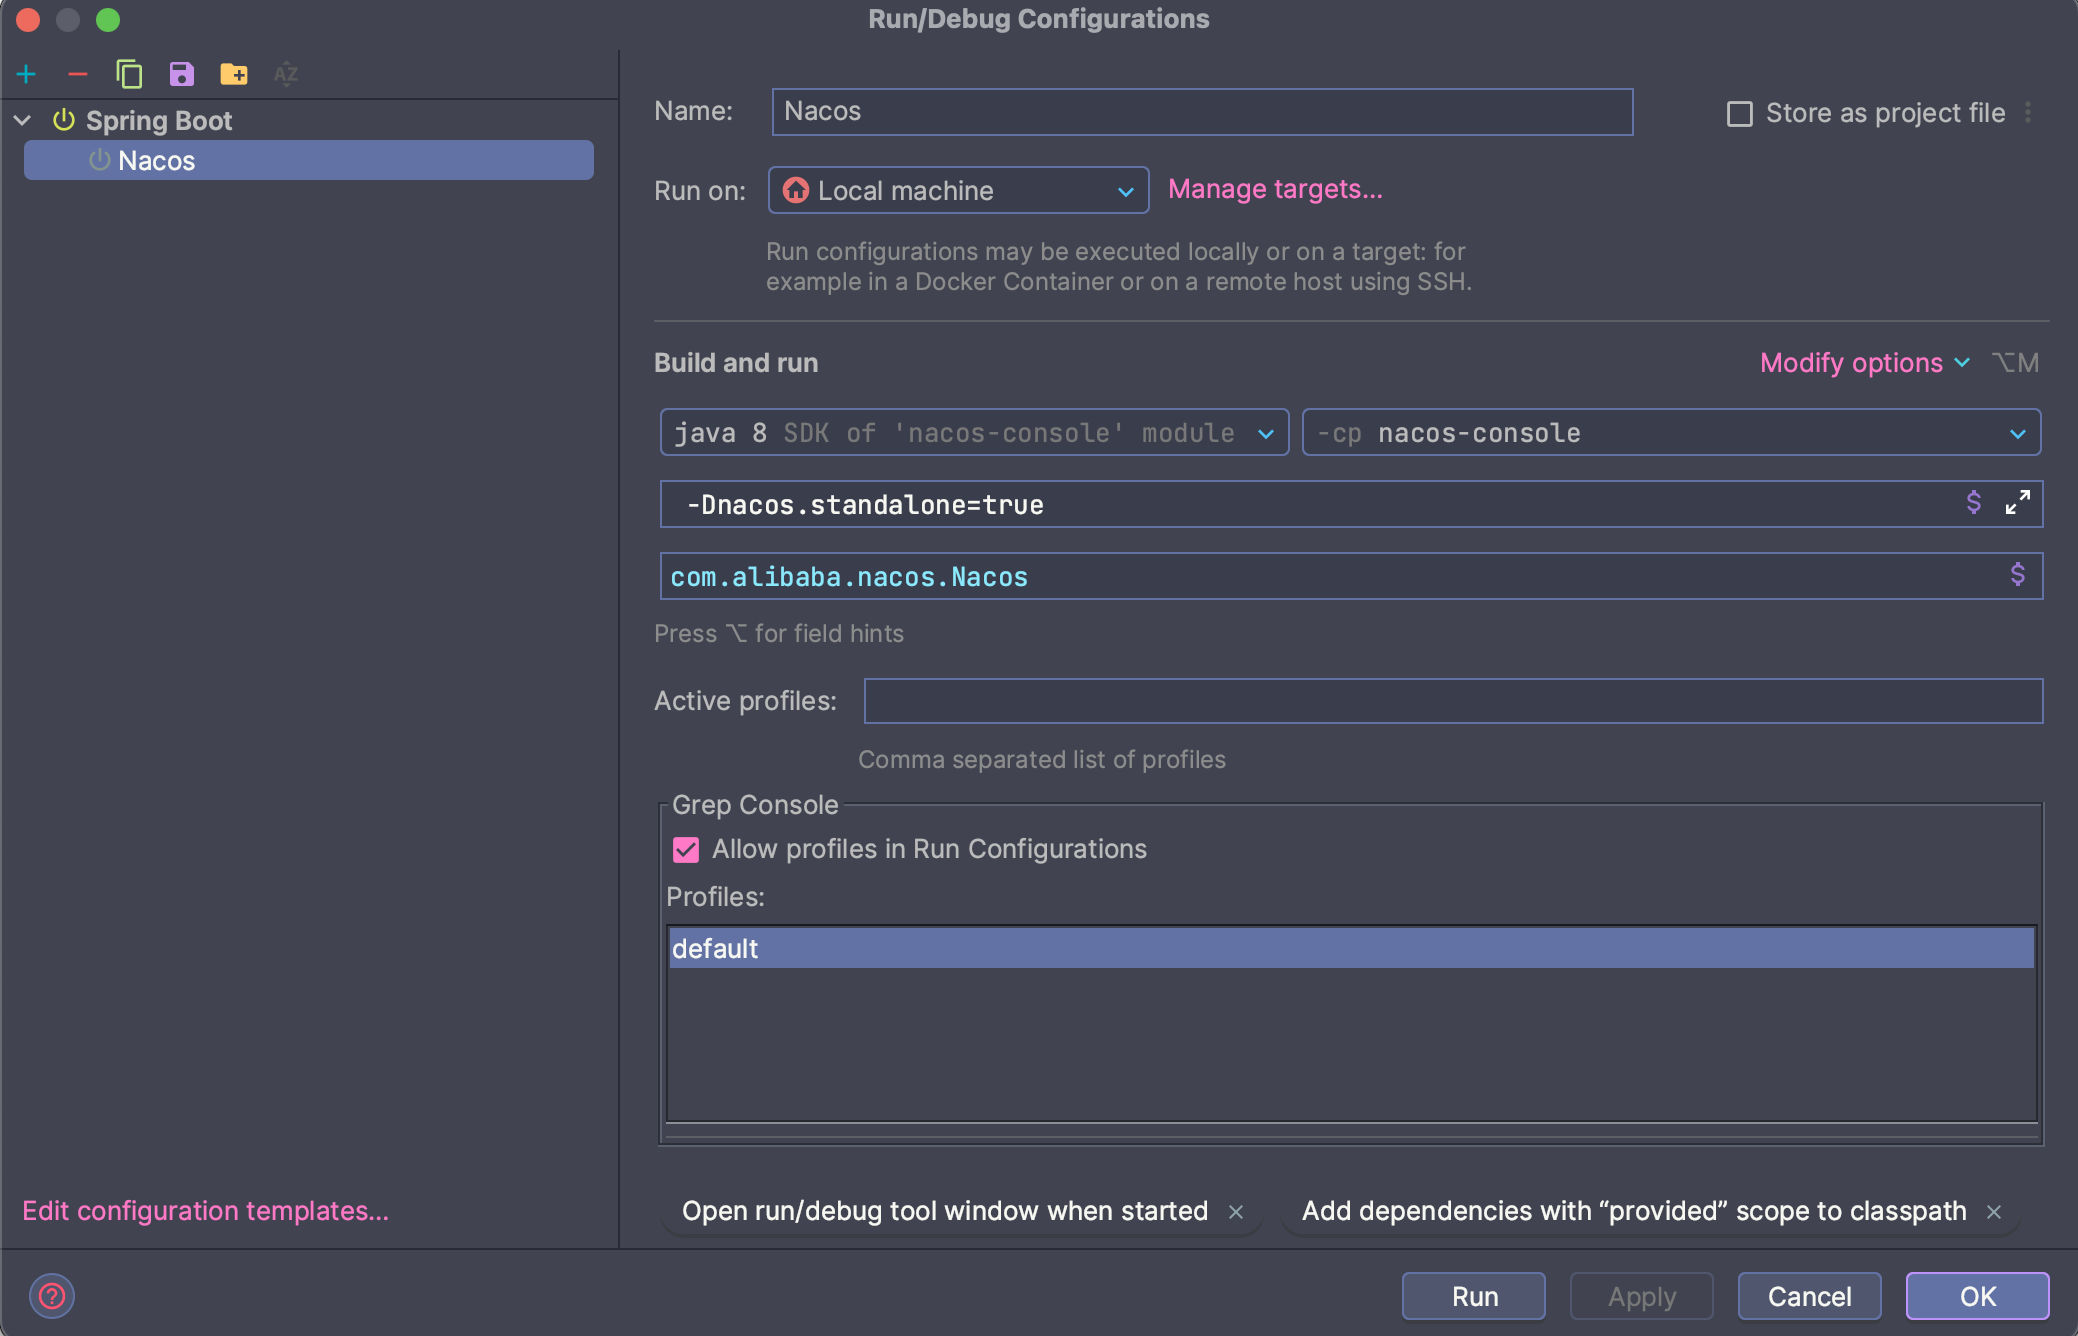 Run/Debug Configurations
AZ
Spring Boot
Nacos
Edit configuration templates...
Name: Nacos
Store as project file
Run on: Local machine Manage targets...
Run configurations may be executed locally or on a target: for
example in a Docker Container or on a remote host using SSH.
Build and run Modify options ⌥M
java 8 SDK of 'nacos-console' module -cp nacos-console
-Dnacos.standalone=true $
com.alibaba.nacos.Nacos $
Press ⌥ for field hints
Active profiles:
Comma separated list of profiles
Grep Console
Allow profiles in Run Configurations
Profiles:
default
Open run/debug tool window when started × Add dependencies with “provided” scope to classpath ×
? Run Apply Cancel OK